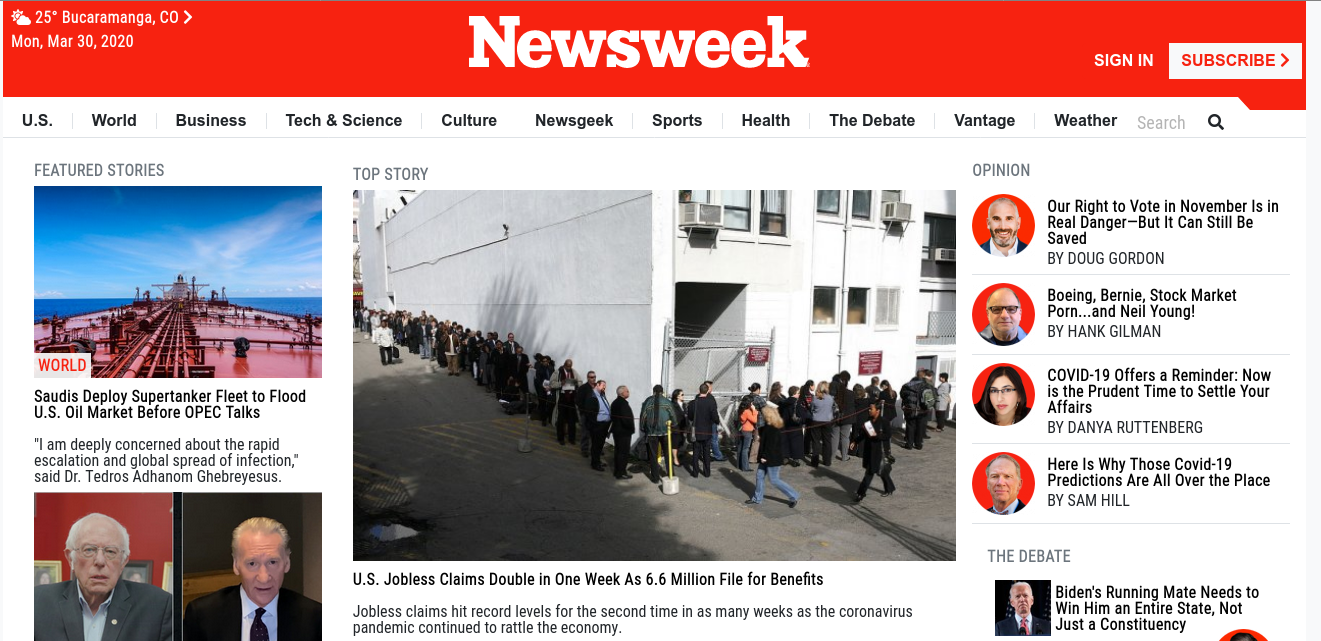 25° Bucaramanga, CO
Mon, Mar 30, 2020
Newsweek
SIGN IN
SUBSCRIBE
U.S.
World
Business
Tech & Science
Culture
Newsgeek
Sports
Health
The Debate
Vantage
Weather
Search
FEATURED STORIES
WORLD
Saudis Deploy Supertanker Fleet to Flood
U.S. Oil Market Before OPEC Talks
"I am deeply concerned about the rapid
escalation and global spread of infection,"
said Dr. Tedros Adhanom Ghebreyesus.
TOP STORY
U.S. Jobless Claims Double in One Week As 6.6 Million File for Benefits
Jobless claims hit record levels for the second time in as many weeks as the coronavirus
pandemic continued to rattle the economy.
OPINION
Our Right to Vote in November Is in
Real Danger—But It Can Still Be
Saved
BY DOUG GORDON
Boeing, Bernie, Stock Market
Porn...and Neil Young!
BY HANK GILMAN
COVID-19 Offers a Reminder: Now
is the Prudent Time to Settle Your
Affairs
BY DANYA RUTTENBERG
Here Is Why Those Covid-19
Predictions Are All Over the Place
BY SAM HILL
THE DEBATE
Biden's Running Mate Needs to
Win Him an Entire State, Not
Just a Constituency